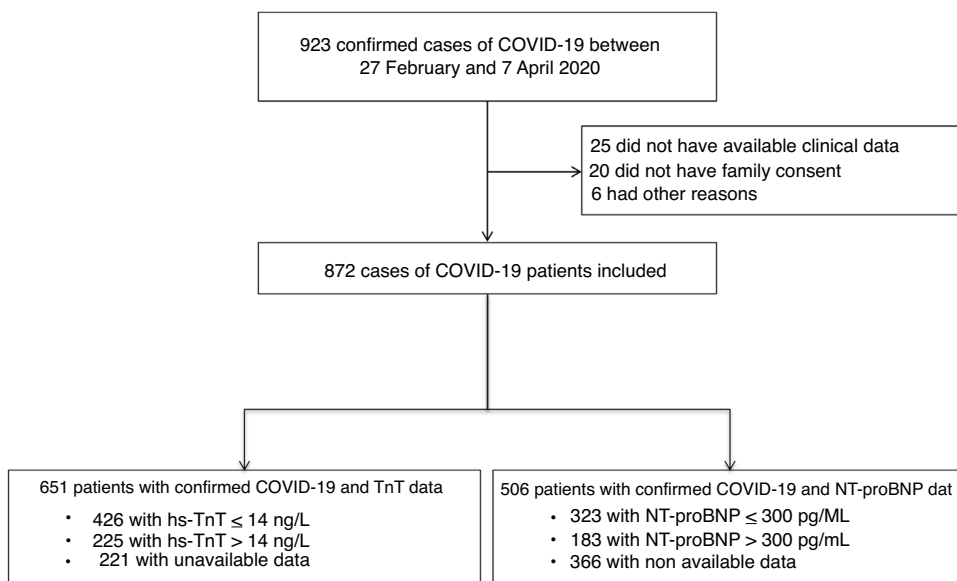 923 confirmed cases of COVID-19 between
27 February and 7 April 2020
25 did not have available clinical data
20 did not have family consent
6 had other reasons
872 cases of COVID-19 patients included
651 patients with confirmed COVID-19 and TnT data
• 426 with hs-TnT ≤ 14 ng/L
• 225 with hs-TnT > 14 ng/L
• 221 with unavailable data
506 patients with confirmed COVID-19 and NT-proBNP dat
• 323 with NT-proBNP ≤ 300 pg/ML
• 183 with NT-proBNP > 300 pg/mL
• 366 with non available data